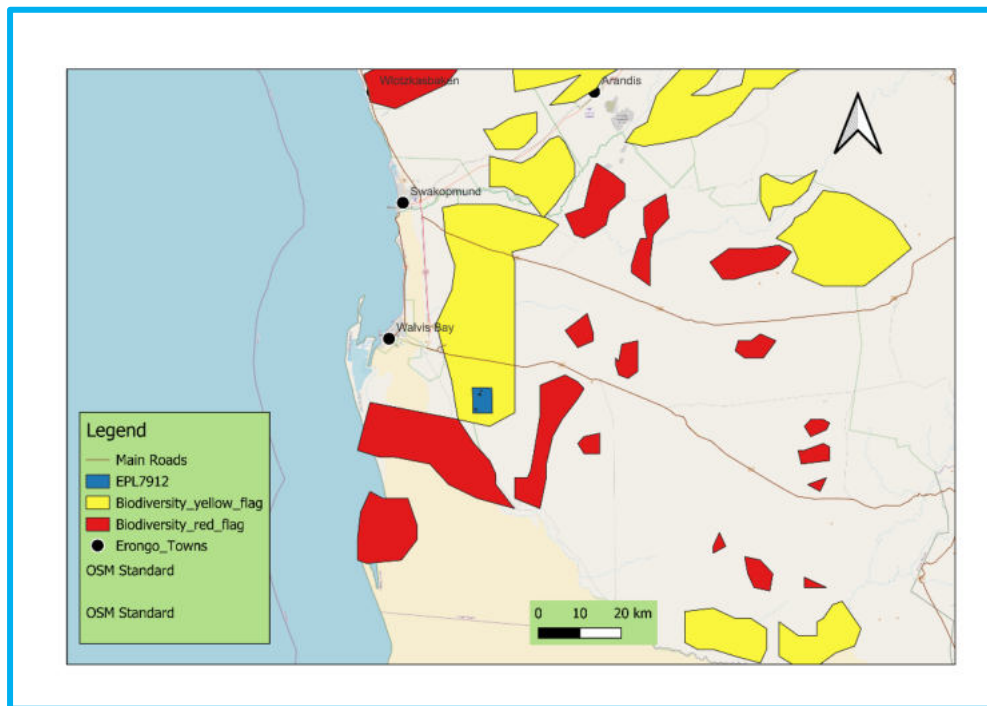 Wlotzkasbaken
Arandis
Swakopmund
Walvis Bay
Legend
Main Roads
EPL7912
Biodiversity_yellow_flag
Biodiversity_red_flag
Erongo_Towns
OSM Standard
OSM Standard
0 10 20 km